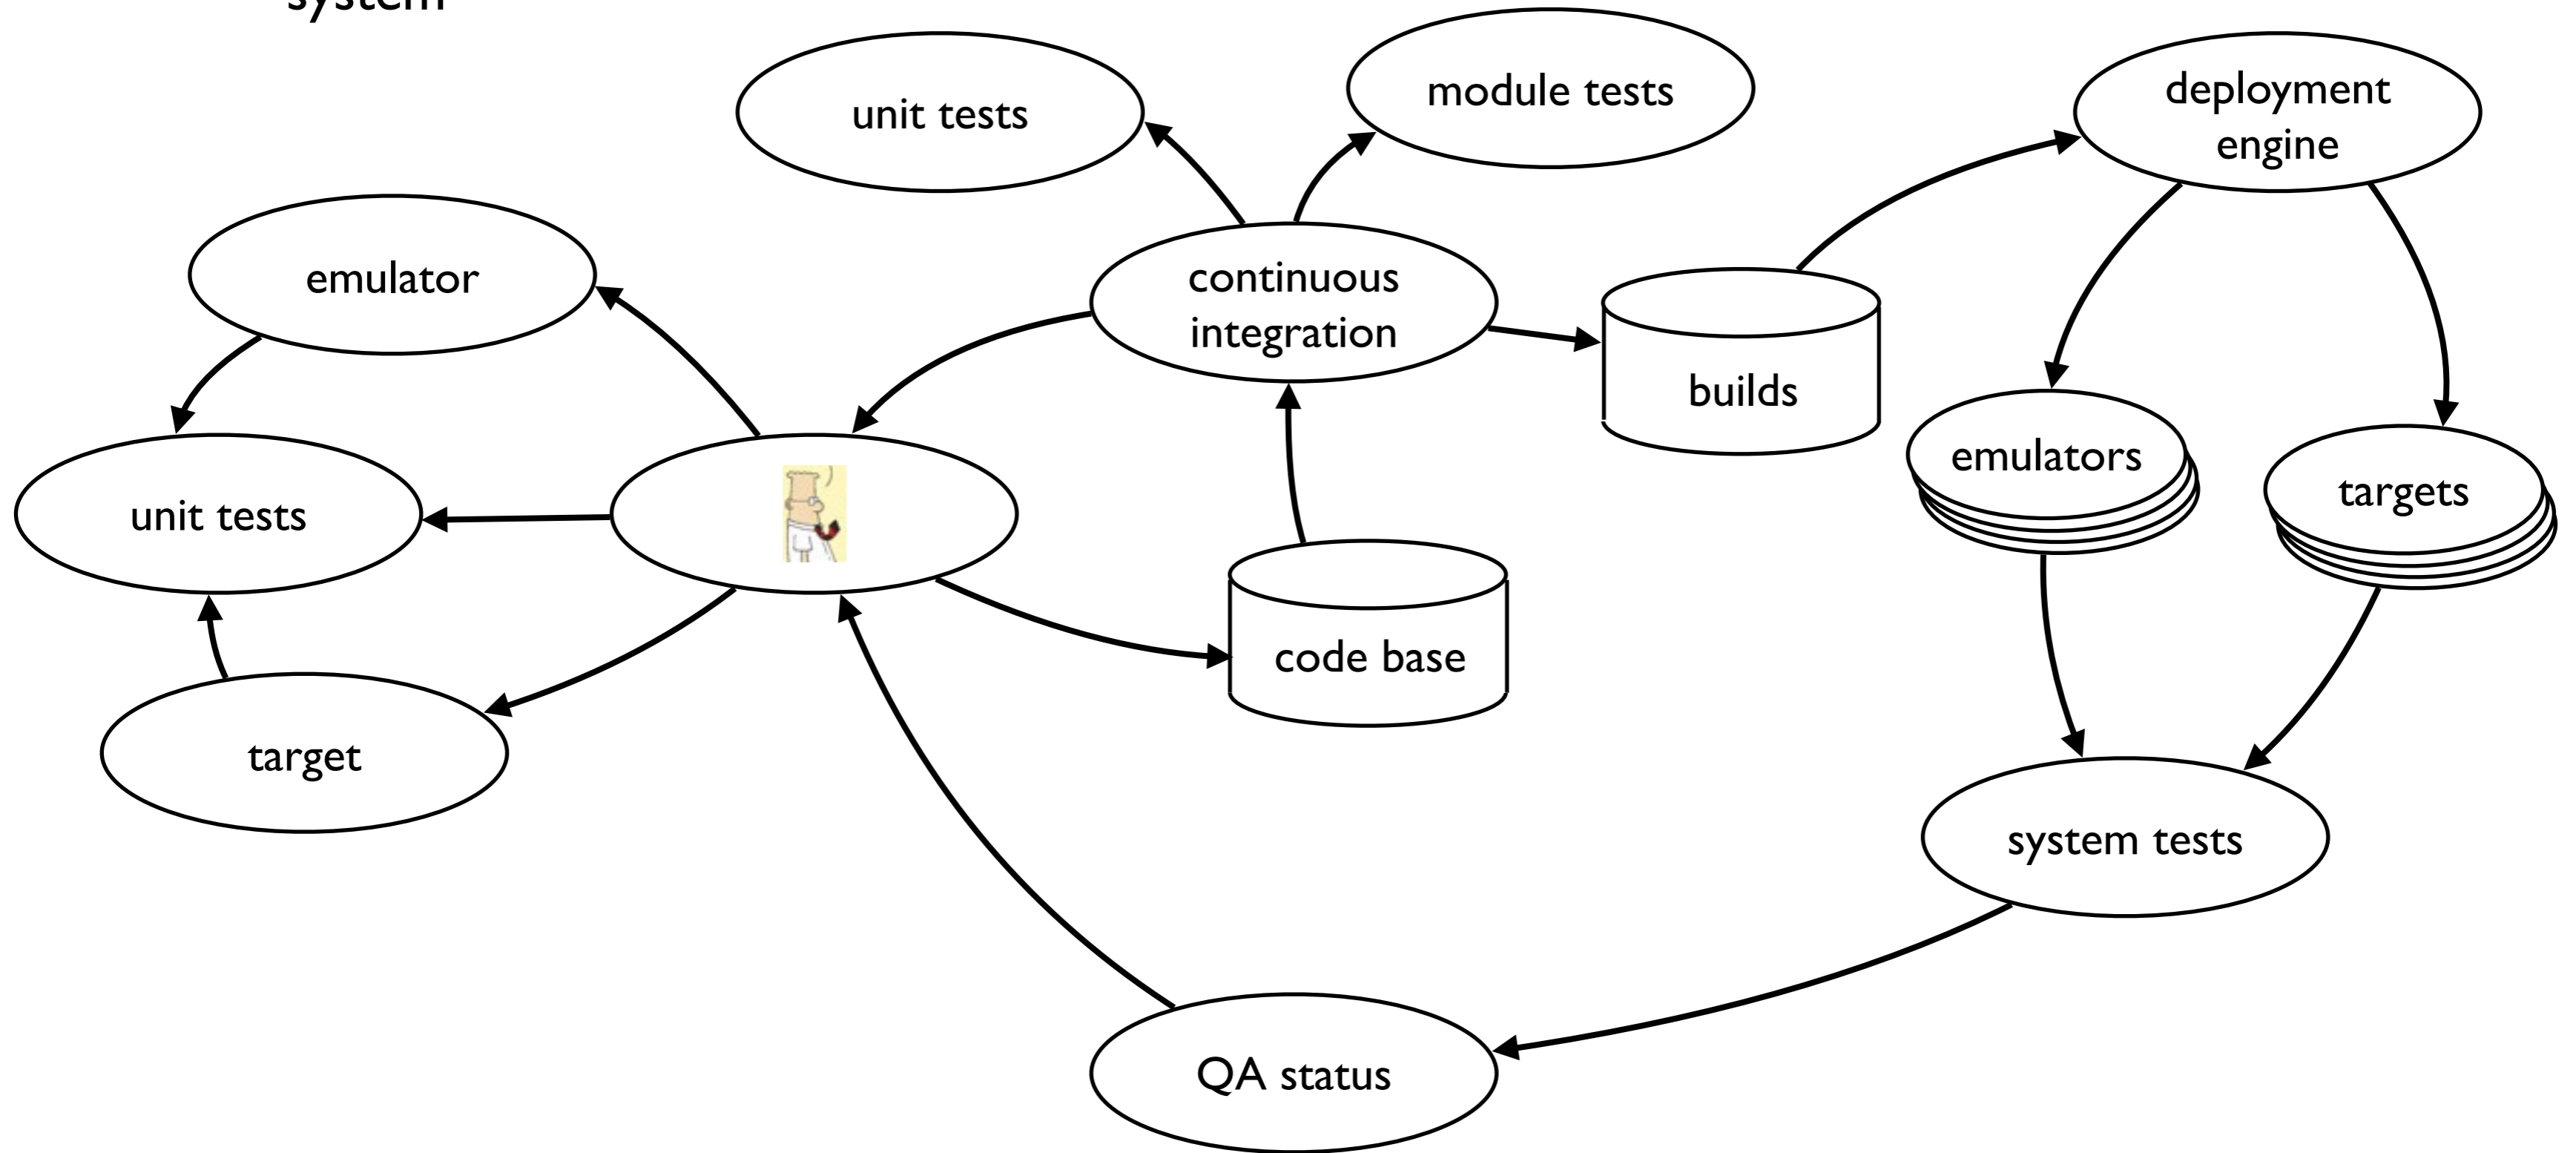 system
unit tests
module tests
deployment
engine
emulator
continuous
integration
builds
emulators
targets
unit tests
code base
target
system tests
QA status